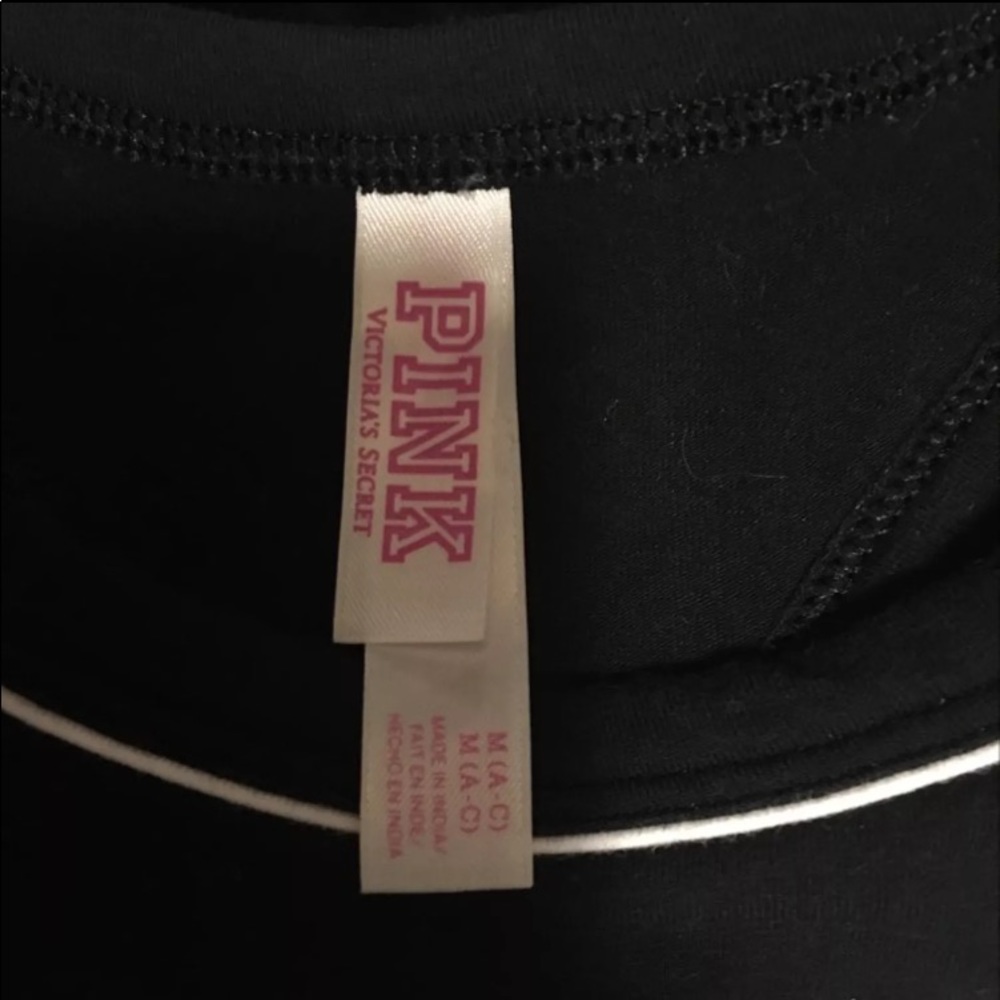 PINK
VICTORIA'S SECRET
M (A-C)
M (A-C)
MADE IN INDIA/
FAIT EN INDE/
HECHO EN INDIA